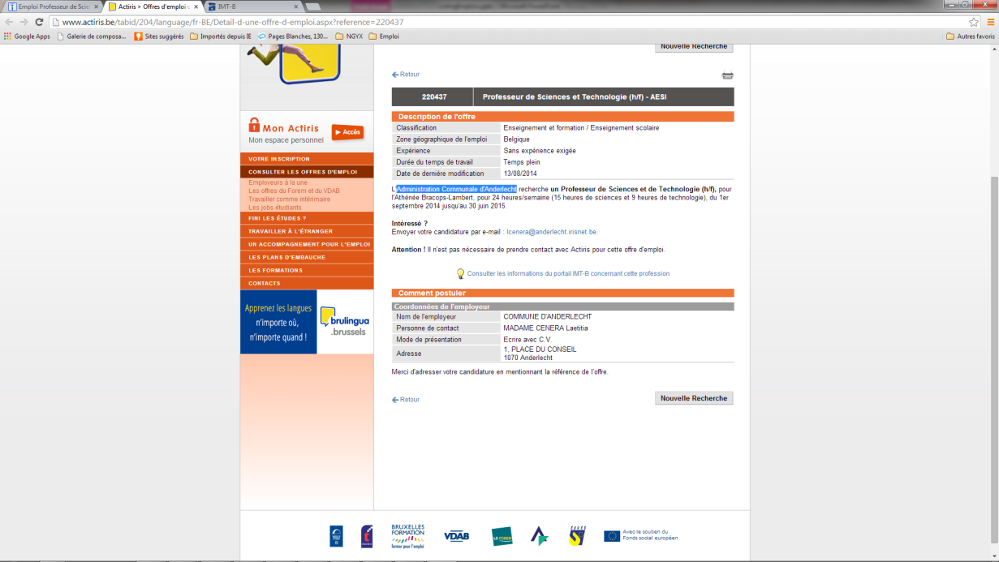 Emploi Professeur de Scien
Actiris > Offres d'emploi c
IMT-B
www.actiris.be/tabid/204/language/fr-BE/Detail-d-une-offre-d-emploi.aspx?reference=220437
Google Apps
Galerie de composa...
Sites suggérés
Importés depuis IE
Pages Blanches, 130...
NGYX
Emploi
Autres favoris
Nouvelle Recherche
Retour
220437 Professeur de Sciences et Technologie (h/f) - AESI
Mon Actiris
Mon espace personnel
Accès
VOTRE INSCRIPTION
CONSULTER LES OFFRES D'EMPLOI
Employeurs à la une
Les offres du Forem et du VDAB
Travailler comme intérimaire
Les jobs étudiants
FINI LES ÉTUDES ?
TRAVAILLER À L'ÉTRANGER
UN ACCOMPAGNEMENT POUR L'EMPLOI
LES PLANS D'EMBAUCHE
LES FORMATIONS
CONTACTS
Apprenez les langues
n'importe où,
n'importe quand !
brulingua
.brussels
Description de l'offre
Classification Enseignement et formation / Enseignement scolaire
Zone géographique de l'emploi Belgique
Expérience Sans expérience exigée
Durée du temps de travail Temps plein
Date de dernière modification 13/08/2014
L'Administration Communale d'Anderlecht recherche un Professeur de Sciences et de Technologie (h/f), pour
l'Athénée Bracops-Lambert, pour 24 heures/semaine (15 heures de sciences et 9 heures de technologie), du 1er
septembre 2014 jusqu'au 30 juin 2015.
Intéressé ?
Envoyer votre candidature par e-mail : lcenera@anderlecht.irisnet.be.
Attention ! Il n'est pas nécessaire de prendre contact avec Actiris pour cette offre d'emploi.
Consulter les informations du portail IMT-B concernant cette profession
Comment postuler
Coordonnées de l'employeur
Nom de l'employeur COMMUNE D'ANDERLECHT
Personne de contact MADAME CENERA Laetitia
Mode de présentation Ecrire avec C.V.
Adresse 1, PLACE DU CONSEIL
1070 Anderlecht
Merci d'adresser votre candidature en mentionnant la référence de l'offre.
Retour
Nouvelle Recherche
BRUXELLES
FORMATION
former pour l'emploi
VDAB
LE FOREM
Avec le soutien du
Fonds social européen